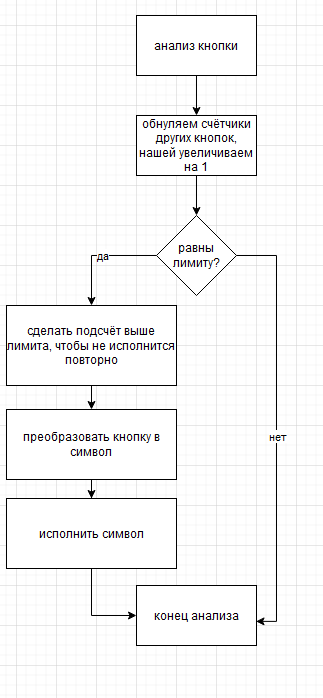 анализ кнопки
обнуляем счётчики
других кнопок,
нашей увеличиваем
на 1
равны
лимиту?
да
сделать подсчёт выше
лимита, чтобы не исполнится
повторно
преобразовать кнопку в
символ
нет
исполнить символ
конец анализа